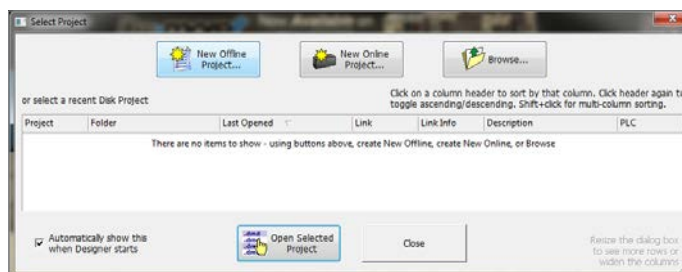 Select Project
New Offline
Project...
New Online
Project...
Browse...
or select a recent Disk Project
Click on a column header to sort by that column. Click header again to
toggle ascending/descending. Shift+click for multi-column sorting.
Project Folder Last Opened Link Link Info Description PLC
There are no items to show - using buttons above, create New Offline, create New Online, or Browse
Automatically show this
when Designer starts
Open Selected
Project
Close
Resize the dialog box
to see more rows or
widen the columns